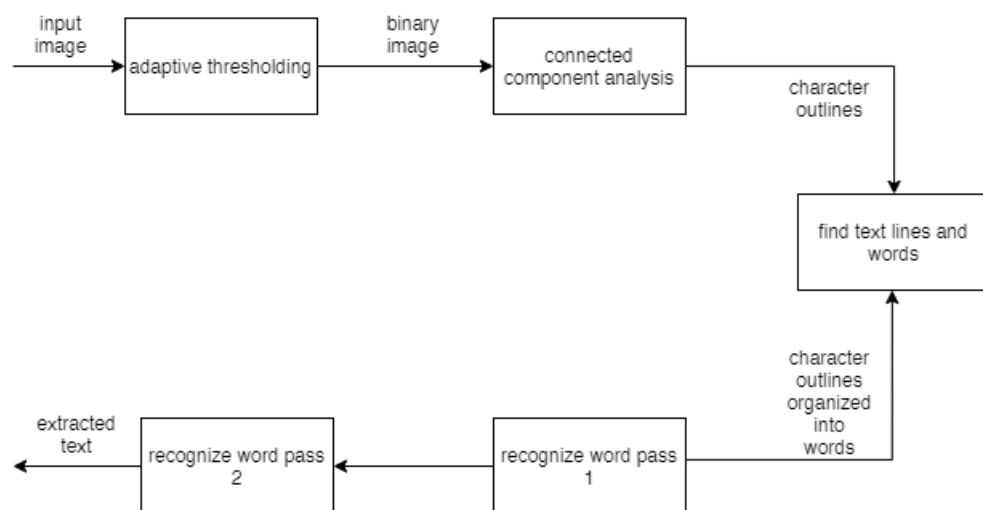 input
image
adaptive thresholding
binary
image
connected
component analysis
character
outlines
find text lines and
words
character
outlines
organized
into
words
recognize word pass
1
recognize word pass
2
extracted
text